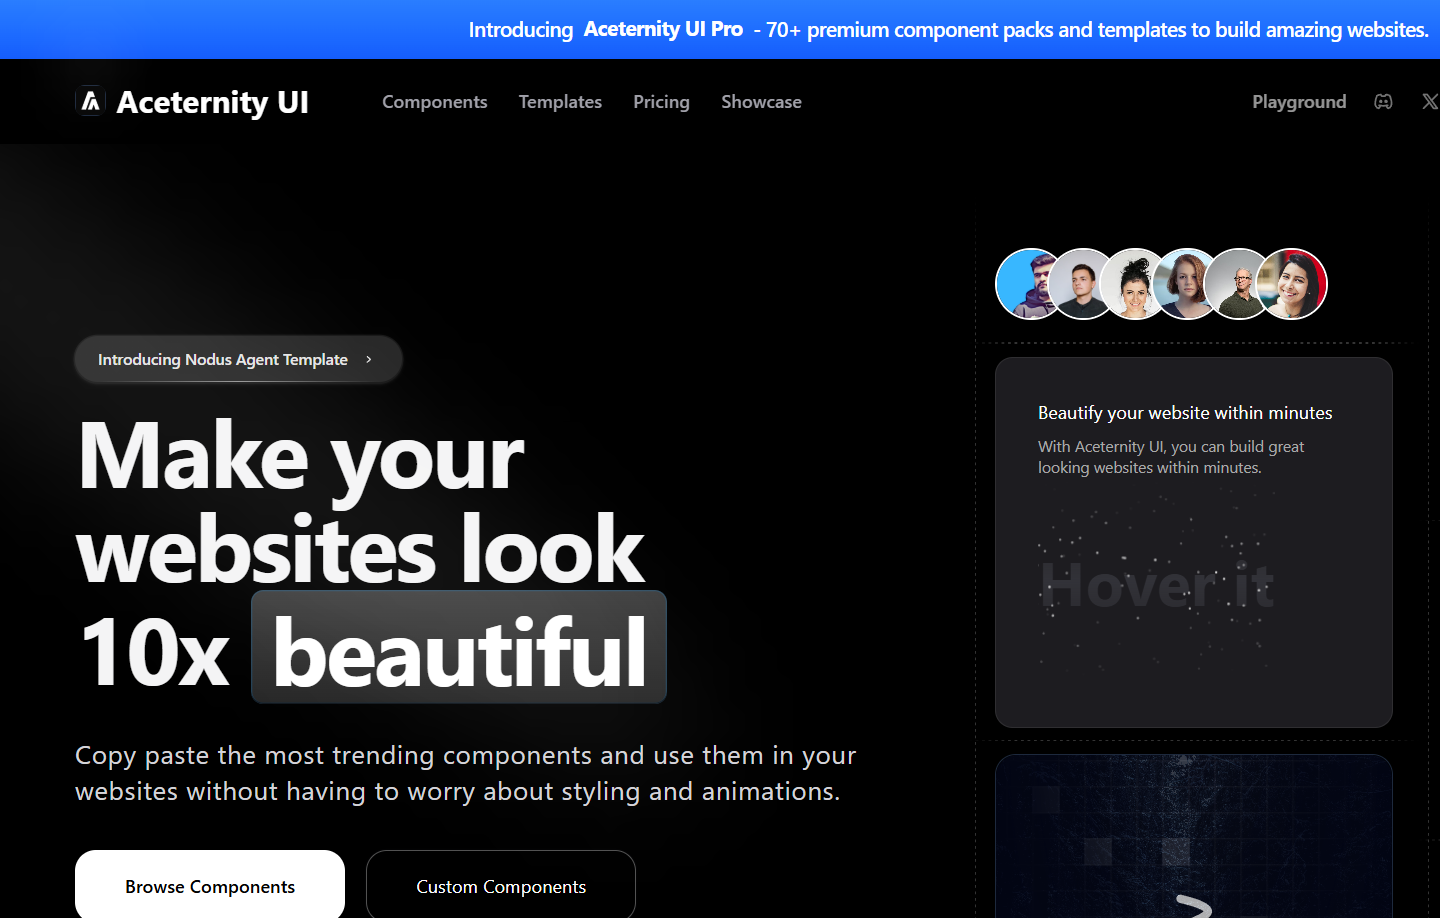 Introducing Aceternity UI Pro - 70+ premium component packs and templates to build amazing websites.
Aceternity UI
Components
Templates
Pricing
Showcase
Playground
Introducing Nodus Agent Template
Make your
websites look
10x beautiful
Copy paste the most trending components and use them in your
websites without having to worry about styling and animations.
Browse Components
Custom Components
Beautify your website within minutes
With Aceternity UI, you can build great
looking websites within minutes.
Hover it